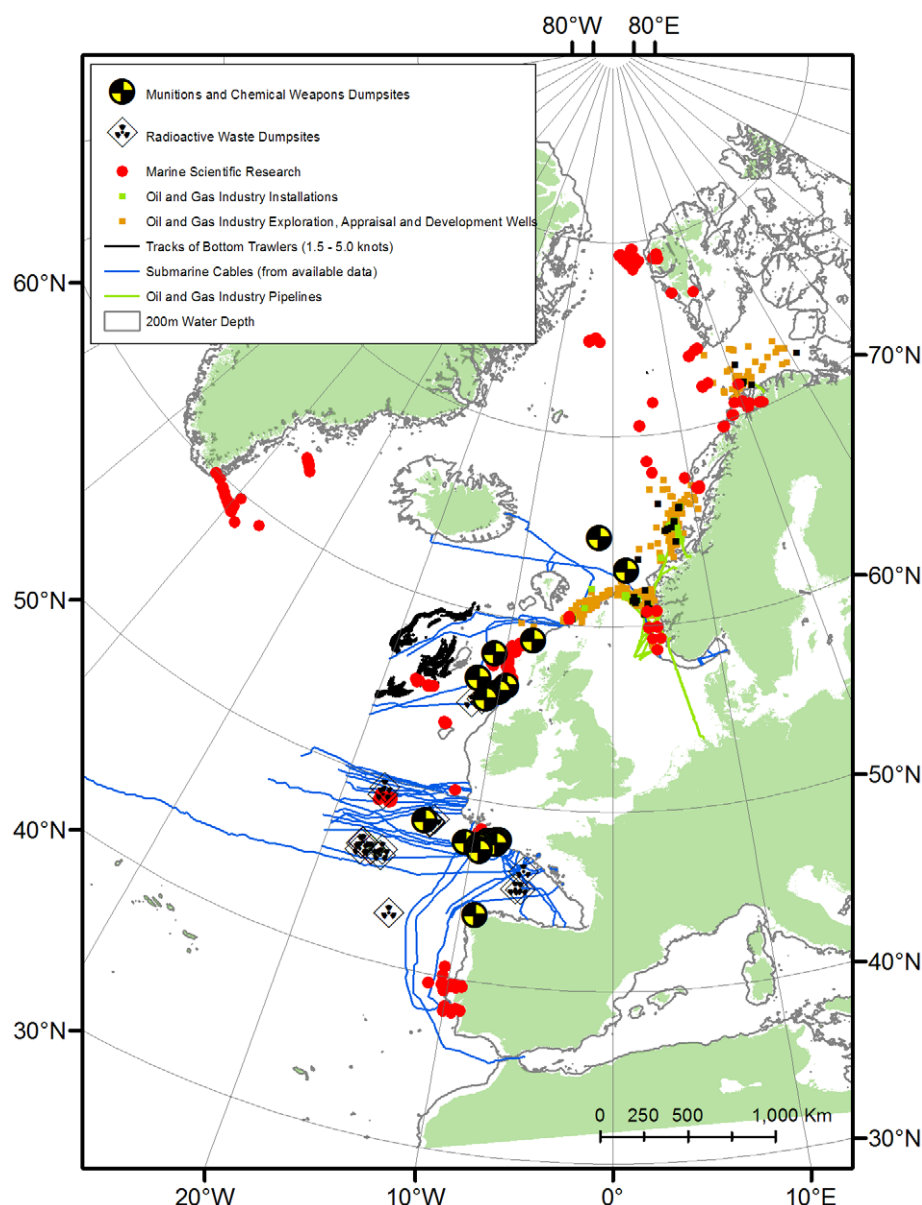 80°W 80°E
Munitions and Chemical Weapons Dumpsites
Radioactive Waste Dumpsites
Marine Scientific Research
Oil and Gas Industry Installations
Oil and Gas Industry Exploration, Appraisal and Development Wells
Tracks of Bottom Trawlers (1.5 - 5.0 knots)
Submarine Cables (from available data)
Oil and Gas Industry Pipelines
200m Water Depth
60°N
70°N
50°N
60°N
50°N
40°N
40°N
30°N
0 250 500 1,000 Km
30°N
20°W 10°W 0° 10°E